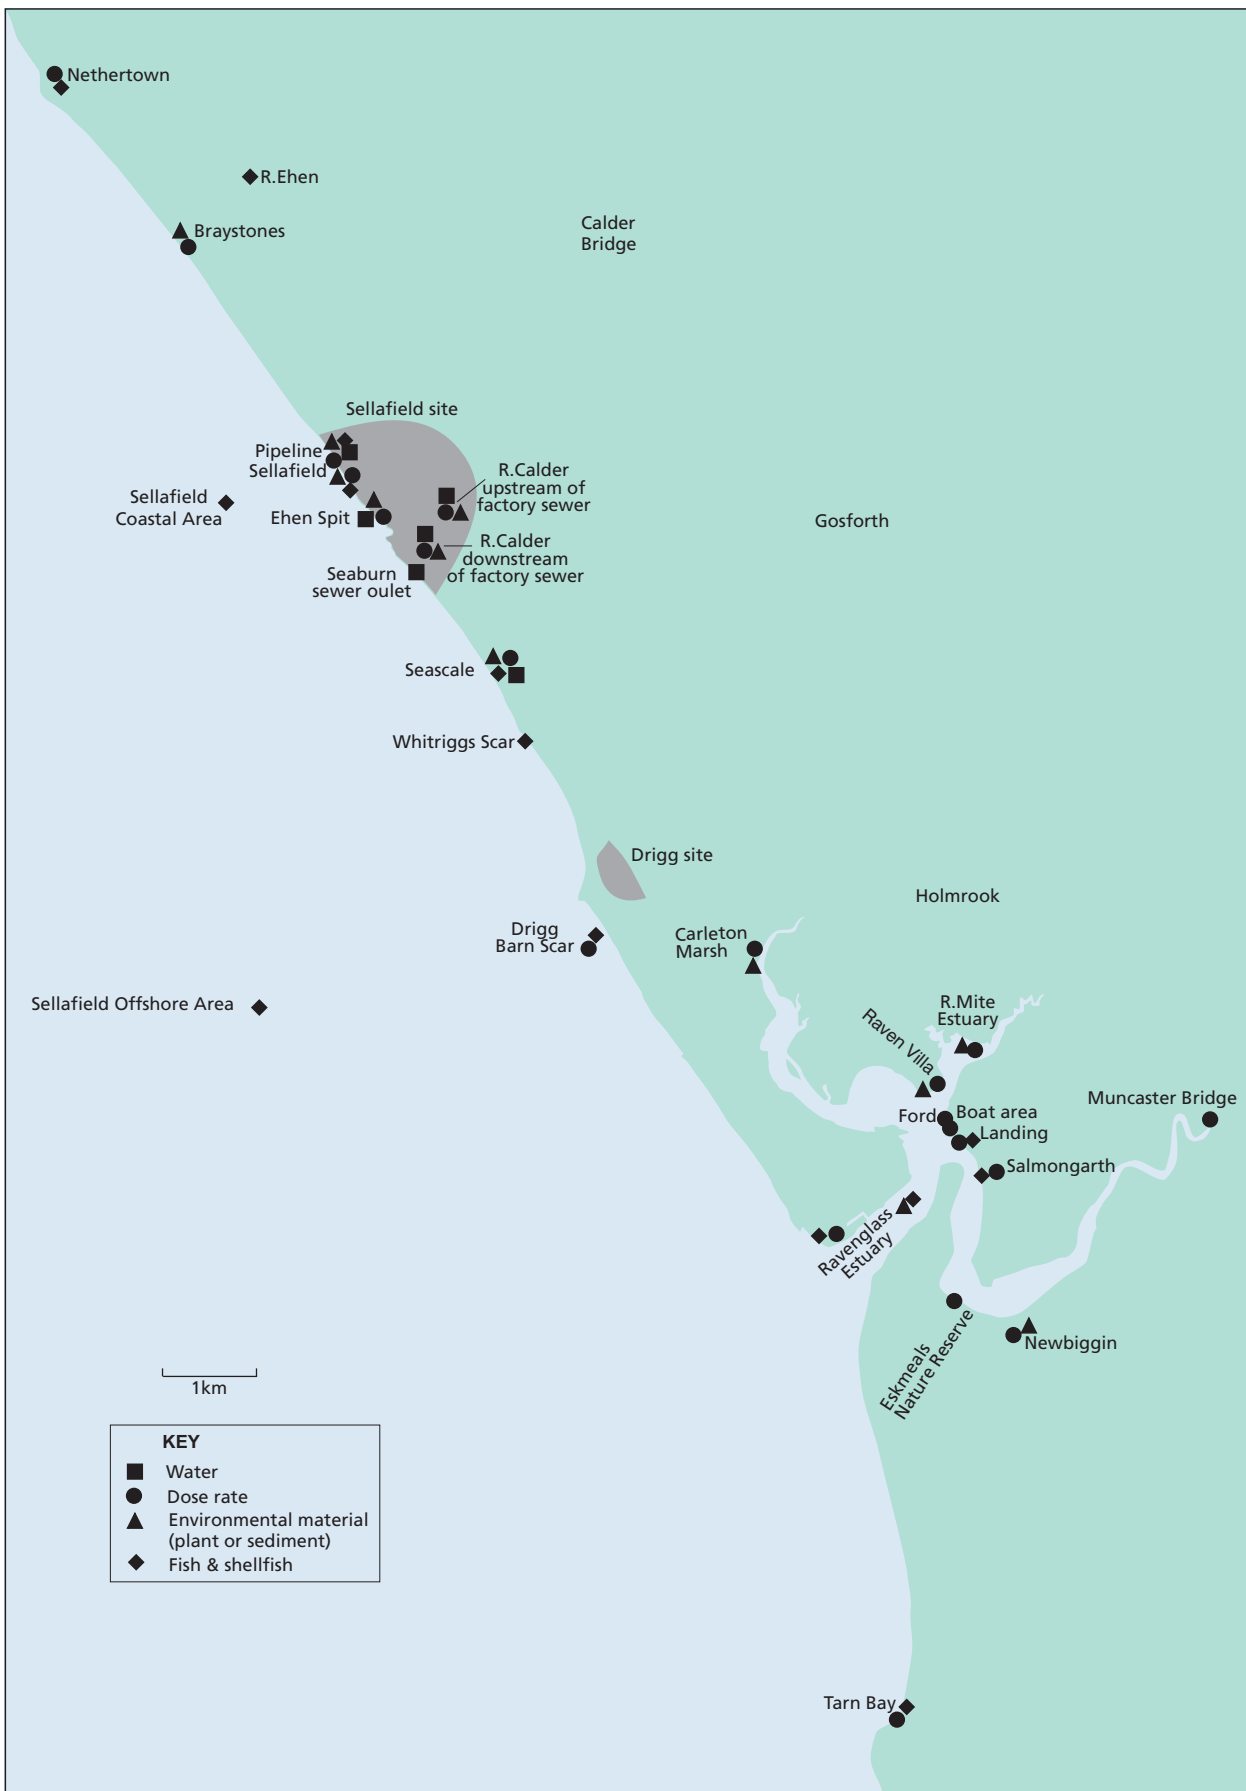 Nethertown
R.Ehen
Braystones
Calder
Bridge
Sellafield site
Pipeline
Sellafield
R.Calder
upstream of
factory sewer
Sellafield
Coastal Area
Ehen Spit
Gosforth
R.Calder
downstream
of factory sewer
Seaburn
sewer oulet
Seascale
Whitriggs Scar
Drigg site
Holmrook
Drigg
Barn Scar
Carleton
Marsh
Sellafield Offshore Area
R.Mite
Estuary
Raven Villa
Muncaster Bridge
Ford
Boat area
Landing
Salmongarth
Ravenglass
Estuary
Eskmeals
Nature Reserve
Newbiggin
1km
KEY
Water
Dose rate
Environmental material
(plant or sediment)
Fish & shellfish
Tarn Bay